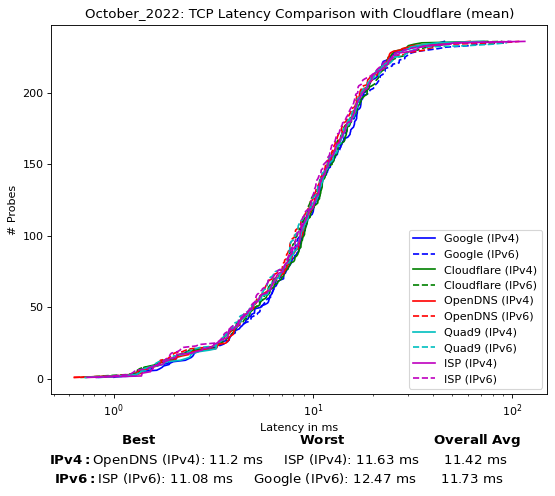 October_2022: TCP Latency Comparison with Cloudflare (mean)
# Probes
200
150
100
50
0
Google (IPv4)
Google (IPv6)
Cloudflare (IPv4)
Cloudflare (IPv6)
OpenDNS (IPv4)
OpenDNS (IPv6)
Quad9 (IPv4)
Quad9 (IPv6)
ISP (IPv4)
ISP (IPv6)
10⁰ 10¹ 10²
Latency in ms
Best Worst Overall Avg
IPv4: OpenDNS (IPv4): 11.2 ms ISP (IPv4): 11.63 ms 11.42 ms
IPv6: ISP (IPv6): 11.08 ms Google (IPv6): 12.47 ms 11.73 ms